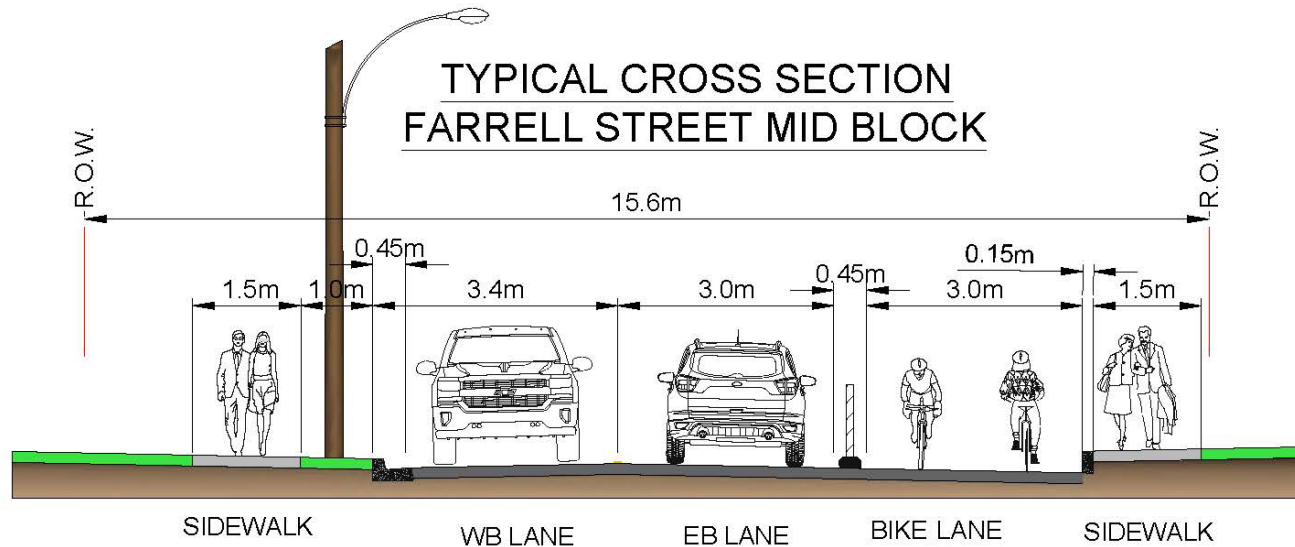 TYPICAL CROSS SECTION
FARRELL STREET MID BLOCK
R.O.W.
R.O.W.
15.6m
0.45m
0.15m
0.45m
1.5m
1.0m
3.4m
3.0m
3.0m
1.5m
SIDEWALK
WB LANE
EB LANE
BIKE LANE
SIDEWALK